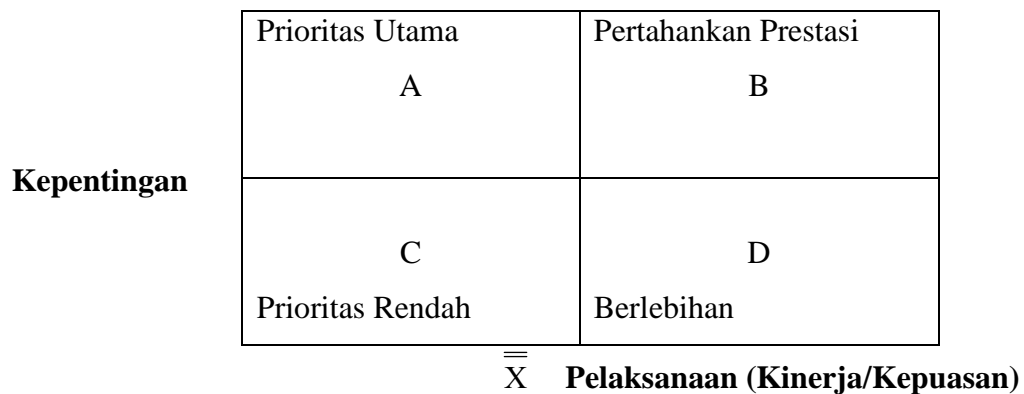 Prioritas Utama
A
Pertahankan Prestasi
B
Kepentingan
C
Prioritas Rendah
D
Berlebihan
X̿ Pelaksanaan (Kinerja/Kepuasan)